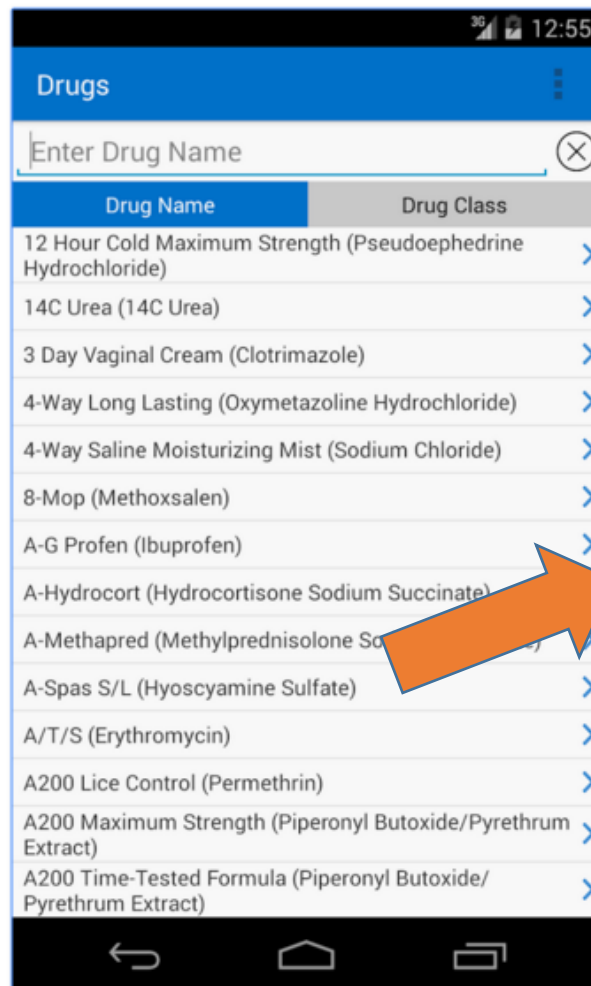 3G 12:55
Drugs
Enter Drug Name
Drug Name Drug Class
12 Hour Cold Maximum Strength (Pseudoephedrine
Hydrochloride)
14C Urea (14C Urea)
3 Day Vaginal Cream (Clotrimazole)
4-Way Long Lasting (Oxymetazoline Hydrochloride)
4-Way Saline Moisturizing Mist (Sodium Chloride)
8-Mop (Methoxsalen)
A-G Profen (Ibuprofen)
A-Hydrocort (Hydrocortisone Sodium Succinate)
A-Methapred (Methylprednisolone
A-Spas S/L (Hyoscyamine Sulfate)
A/T/S (Erythromycin)
A200 Lice Control (Permethrin)
A200 Maximum Strength (Piperonyl Butoxide/Pyrethrum
Extract)
A200 Time-Tested Formula (Piperonyl Butoxide/
Pyrethrum Extract)